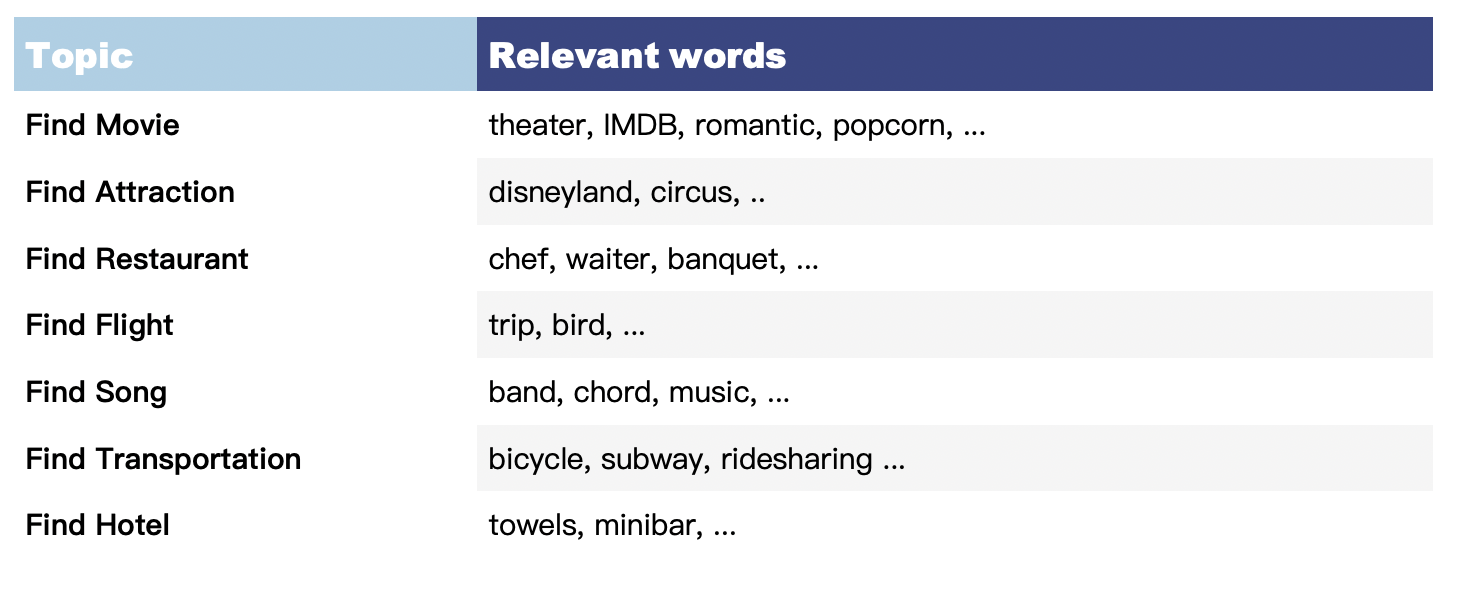 Topic Relevant words
Find Movie theater, IMDB, romantic, popcorn, ...
Find Attraction disneyland, circus, ..
Find Restaurant chef, waiter, banquet, ...
Find Flight trip, bird, ...
Find Song band, chord, music, ...
Find Transportation bicycle, subway, ridesharing ...
Find Hotel towels, minibar, ...